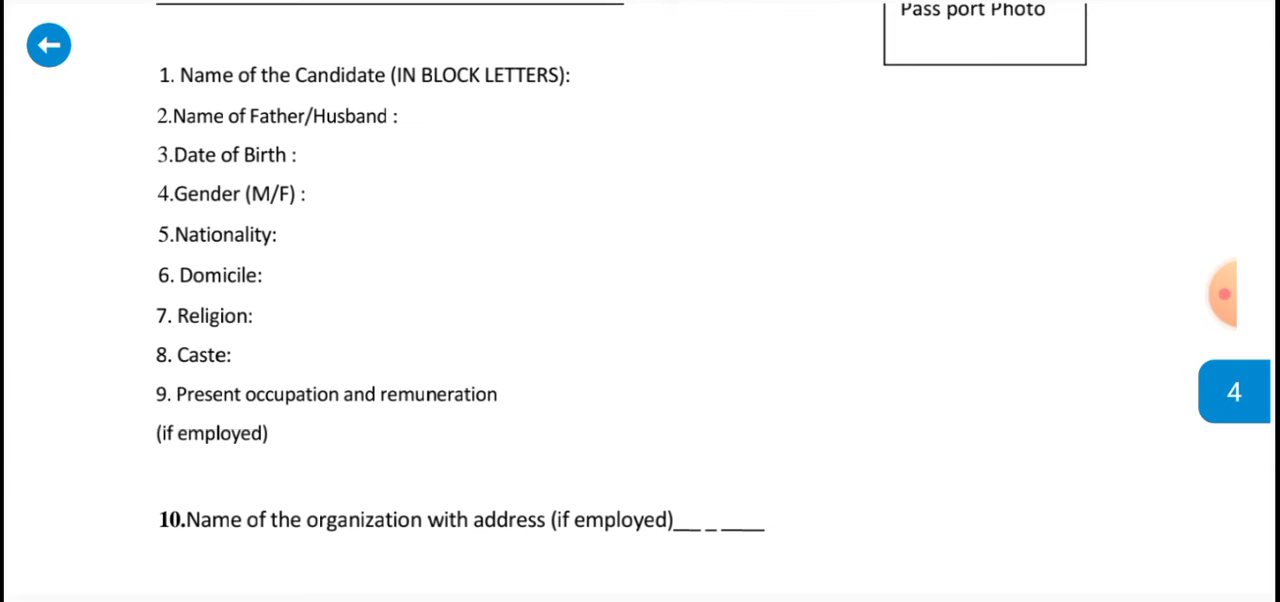 Pass port Photo
1. Name of the Candidate (IN BLOCK LETTERS):
2.Name of Father/Husband :
3.Date of Birth :
4.Gender (M/F) :
5.Nationality:
6. Domicile:
7. Religion:
8. Caste:
9. Present occupation and remuneration
(if employed)
4
10.Name of the organization with address (if employed)___ _ ____